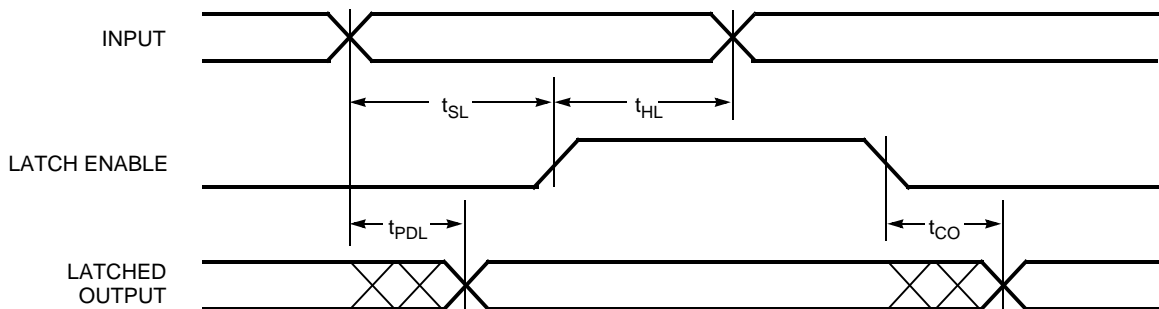 INPUT
tSL
tHL
LATCH ENABLE
tPDL
tCO
LATCHED
OUTPUT